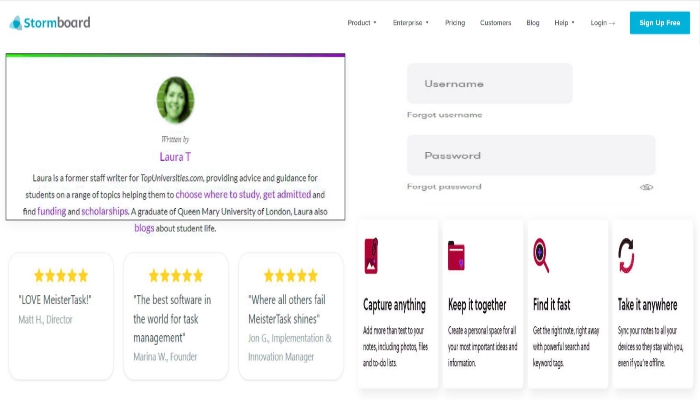 Stormboard
Product Enterprise Pricing Customers Blog Help Login → Sign Up Free
Written by
Laura T
Laura is a former staff writer for TopUniversities.com, providing advice and guidance for
students on a range of topics helping them to choose where to study, get admitted and
find funding and scholarships. A graduate of Queen Mary University of London, Laura also
blogs about student life.
Username
Forgot username
Password
Forgot password
"LOVE MeisterTask!"
Matt H., Director
"The best software in
the world for task
management"
Marina W., Founder
"Where all others fail
MeisterTask shines"
Jon G., Implementation &
Innovation Manager
Capture anything
Add more than text to your
notes, including photos, files
and to-do lists.
Keep it together
Create a personal space for all
your most important ideas and
information.
Find it fast
Get the right note, right away
with powerful search and
keyword tags.
Take it anywhere
Sync your notes to all your
devices so they stay with you,
even if you're offline.